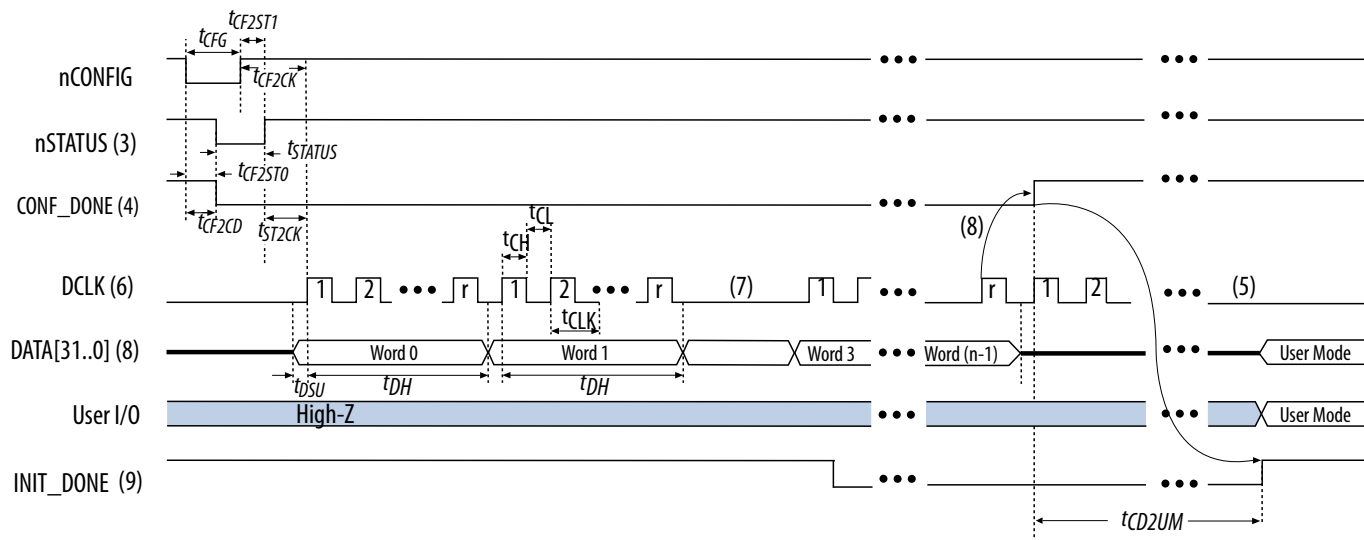 tCF2ST1
tCFG
nCONFIG
tCF2CK
nSTATUS (3)
tSTATUS
tCF2ST0
CONF_DONE (4)
tCF2CD
tST2CK
tCL
(8)
tCH
DCLK (6)
1 2 r 1 2 r (7) 1 r 1 2 (5)
tCLK
DATA[31..0] (8)
Word 0 Word 1 Word 3 Word (n-1) User Mode
tDSU tDH tDH
User I/O High-Z User Mode
INIT_DONE (9)
tCD2UM